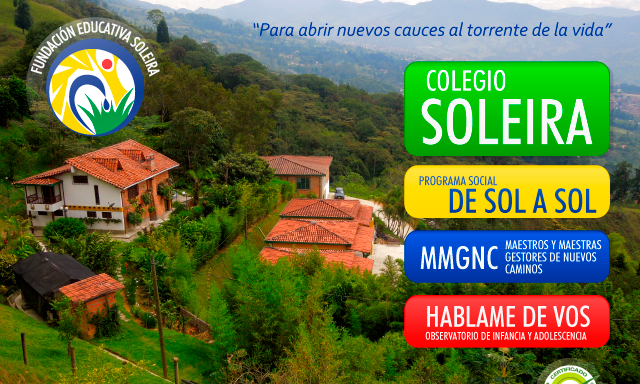 FUNDACIÓN EDUCATIVA SOLEIRA
"Para abrir nuevos cauces al torrente de la vida"
COLEGIO
SOLEIRA
PROGRAMA SOCIAL
DE SOL A SOL
MMGNC
MAESTROS Y MAESTRAS
GESTORES DE NUEVOS
CAMINOS
HABLAME DE VOS
OBSERVATORIO DE INFANCIA Y ADOLESCENCIA
CERTIFICADO